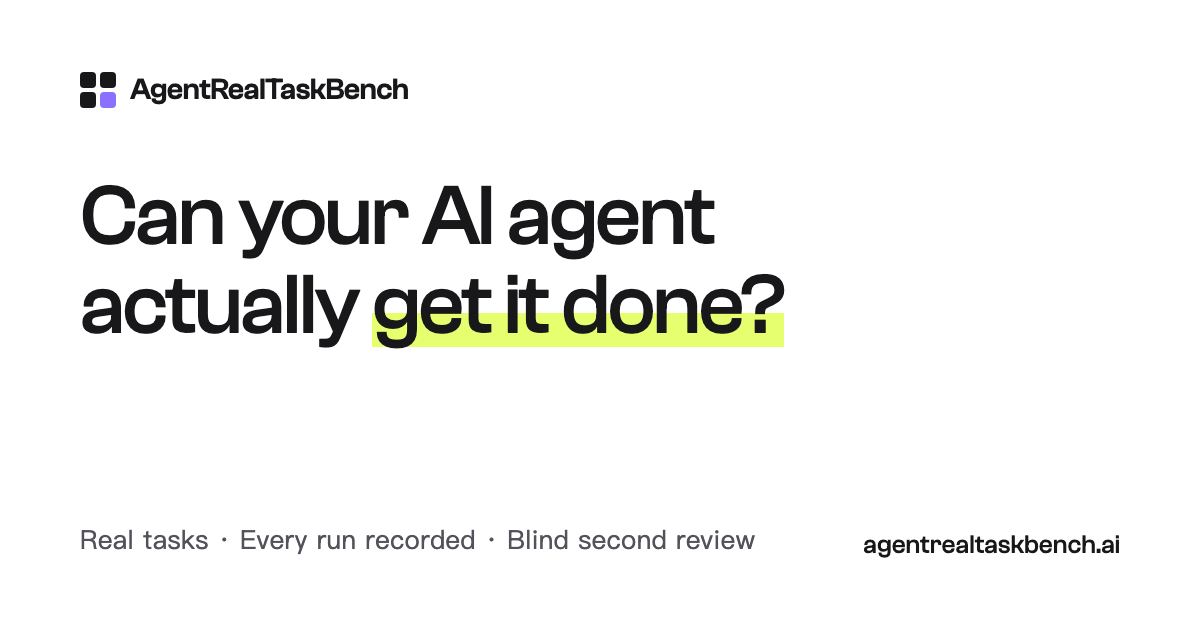 AgentRealTaskBench
Can your AI agent
actually get it done?
Real tasks · Every run recorded · Blind second review
agentrealtaskbench.ai